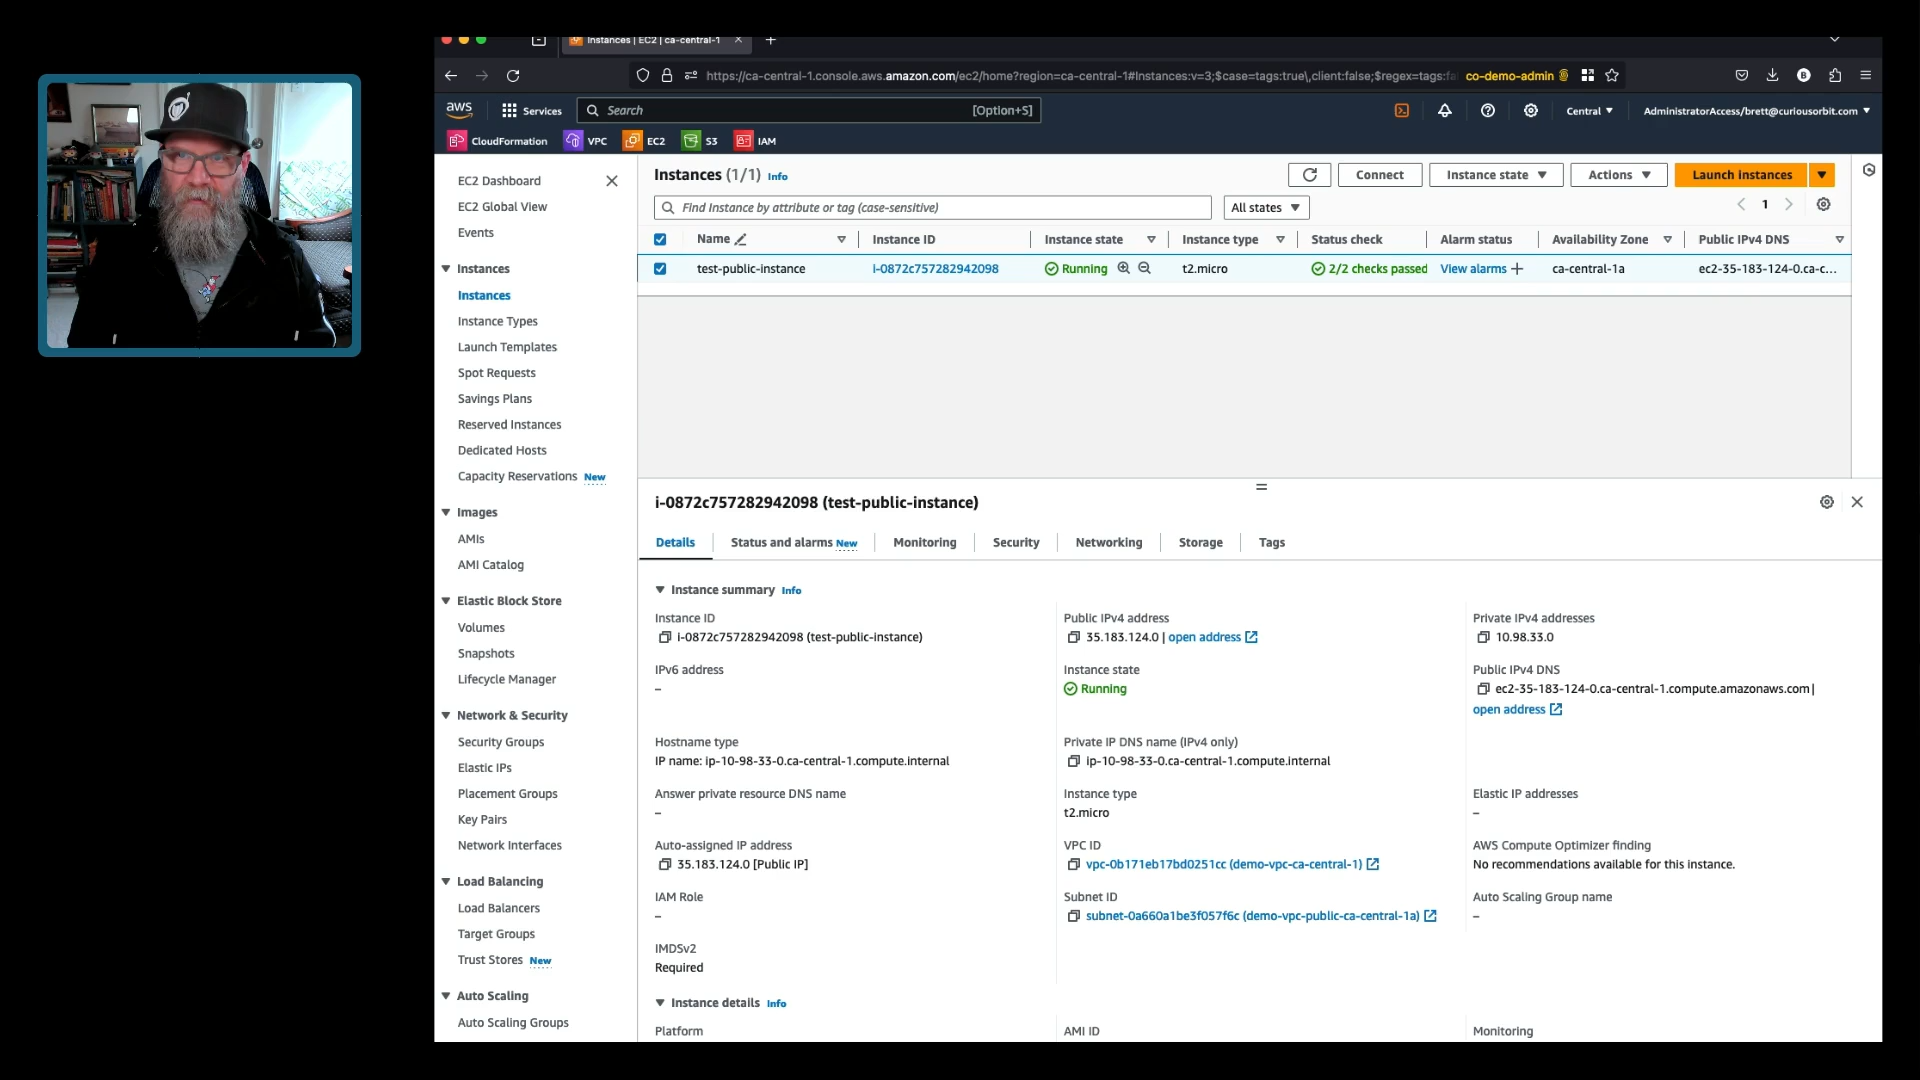 Instances | EC2 | ca-central-1
https://ca-central-1.console.aws.amazon.com/ec2/home?region=ca-central-1#Instances:v=3;$case=tags:true\,client:false;$regex=tags:fa
co-demo-admin
aws
Services
Search
[Option+S]
Central
AdministratorAccess/brett@curiousorbit.com
CloudFormation
VPC
EC2
S3
IAM
EC2 Dashboard
EC2 Global View
Events
Instances
Instances
Instance Types
Launch Templates
Spot Requests
Savings Plans
Reserved Instances
Dedicated Hosts
Capacity Reservations New
Images
AMIs
AMI Catalog
Elastic Block Store
Volumes
Snapshots
Lifecycle Manager
Network & Security
Security Groups
Elastic IPs
Placement Groups
Key Pairs
Network Interfaces
Load Balancing
Load Balancers
Target Groups
Trust Stores New
Auto Scaling
Auto Scaling Groups
Instances (1/1) Info
Connect
Instance state
Actions
Launch instances
Find Instance by attribute or tag (case-sensitive)
All states
1
Name Instance ID Instance state Instance type Status check Alarm status Availability Zone Public IPv4 DNS
test-public-instance i-0872c757282942098 Running t2.micro 2/2 checks passed View alarms ca-central-1a ec2-35-183-124-0.ca-c...
i-0872c757282942098 (test-public-instance)
Details Status and alarms New Monitoring Security Networking Storage Tags
Instance summary Info
Instance ID
i-0872c757282942098 (test-public-instance)
Public IPv4 address
35.183.124.0 | open address
Private IPv4 addresses
10.98.33.0
IPv6 address
–
Instance state
Running
Public IPv4 DNS
ec2-35-183-124-0.ca-central-1.compute.amazonaws.com |
open address
Hostname type
IP name: ip-10-98-33-0.ca-central-1.compute.internal
Private IP DNS name (IPv4 only)
ip-10-98-33-0.ca-central-1.compute.internal
Answer private resource DNS name
–
Instance type
t2.micro
Elastic IP addresses
–
Auto-assigned IP address
35.183.124.0 [Public IP]
VPC ID
vpc-0b171eb17bd0251cc (demo-vpc-ca-central-1)
AWS Compute Optimizer finding
No recommendations available for this instance.
IAM Role
–
Subnet ID
subnet-0a660a1be3f057f6c (demo-vpc-public-ca-central-1a)
Auto Scaling Group name
–
IMDSv2
Required
Instance details Info
Platform
AMI ID
Monitoring